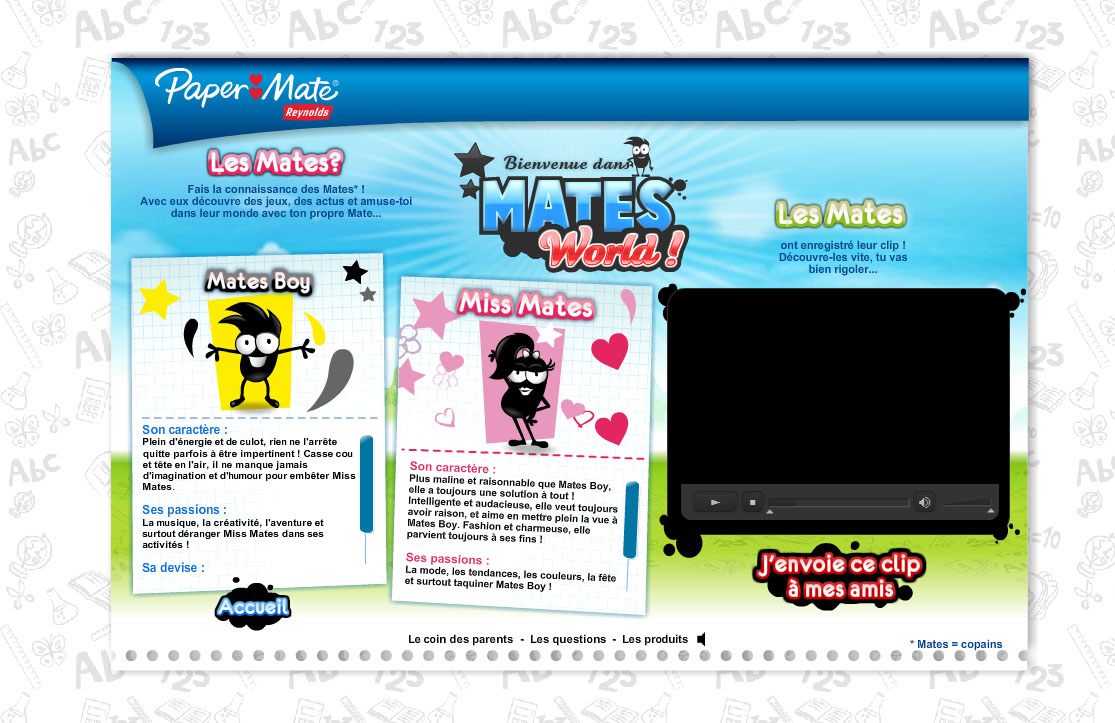 Paper Mate®
Reynolds
Les Mates?
Fais la connaissance des Mates* !
Avec eux découvre des jeux, des actus et amuse-toi
dans leur monde avec ton propre Mate...
Bienvenue dans
MATES
World !
Les Mates
ont enregistré leur clip !
Découvre-les vite, tu vas
bien rigoler...
Mates Boy
Son caractère :
Plein d'énergie et de culot, rien ne l'arrête
quitte parfois à être impertinent ! Casse cou
et tête en l'air, il ne manque jamais
d'imagination et d'humour pour embêter Miss
Mates.
Ses passions :
La musique, la créativité, l'aventure et
surtout déranger Miss Mates dans ses
activités !
Sa devise :
Miss Mates
Son caractère :
Plus maline et raisonnable que Mates Boy,
elle a toujours une solution à tout !
Intelligente et audacieuse, elle veut toujours
avoir raison, et aime en mettre plein la vue à
Mates Boy. Fashion et charmeuse, elle
parvient toujours à ses fins !
Ses passions :
La mode, les tendances, les couleurs, la fête
et surtout taquiner Mates Boy !
J'envoie ce clip
à mes amis
Accueil
Le coin des parents - Les questions - Les produits
* Mates = copains